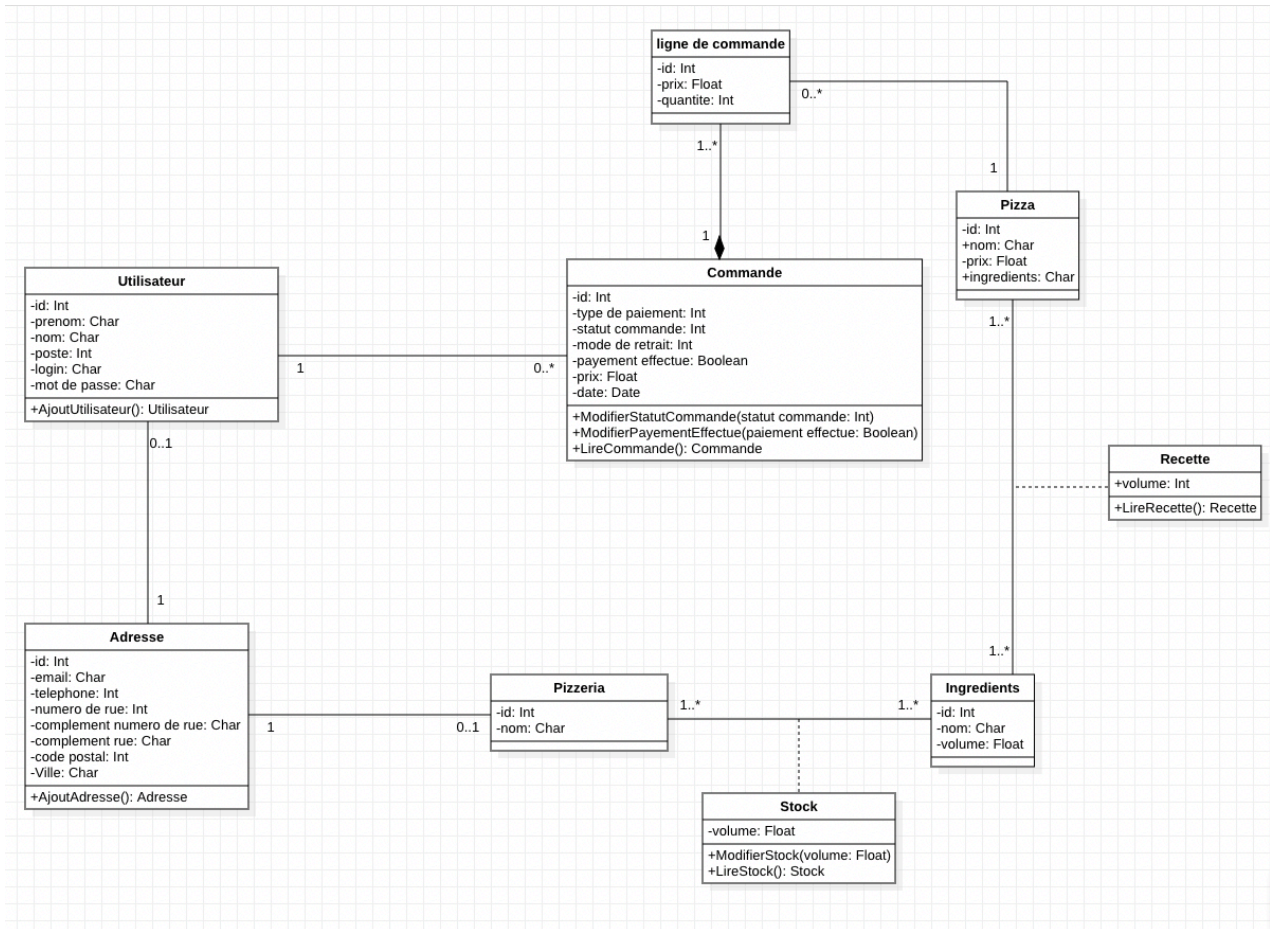 ligne de commande
-id: Int
-prix: Float
-quantite: Int
0..*
1..*
1
1
Pizza
-id: Int
+nom: Char
-prix: Float
+ingredients: Char
1..*
Commande
-id: Int
-type de paiement: Int
-statut commande: Int
-mode de retrait: Int
-payement effectue: Boolean
-prix: Float
-date: Date
+ModifierStatutCommande(statut commande: Int)
+ModifierPayementEffectue(paiement effectue: Boolean)
+LireCommande(): Commande
Utilisateur
-id: Int
-prenom: Char
-nom: Char
-poste: Int
-login: Char
-mot de passe: Char
+AjoutUtilisateur(): Utilisateur
1
0..*
0..1
1
Recette
+volume: Int
+LireRecette(): Recette
1..*
Adresse
-id: Int
-email: Char
-telephone: Int
-numero de rue: Int
-complement numero de rue: Char
-complement rue: Char
-code postal: Int
-Ville: Char
+AjoutAdresse(): Adresse
1
0..1
Pizzeria
-id: Int
-nom: Char
1..*
1..*
Ingredients
-id: Int
-nom: Char
-volume: Float
Stock
-volume: Float
+ModifierStock(volume: Float)
+LireStock(): Stock